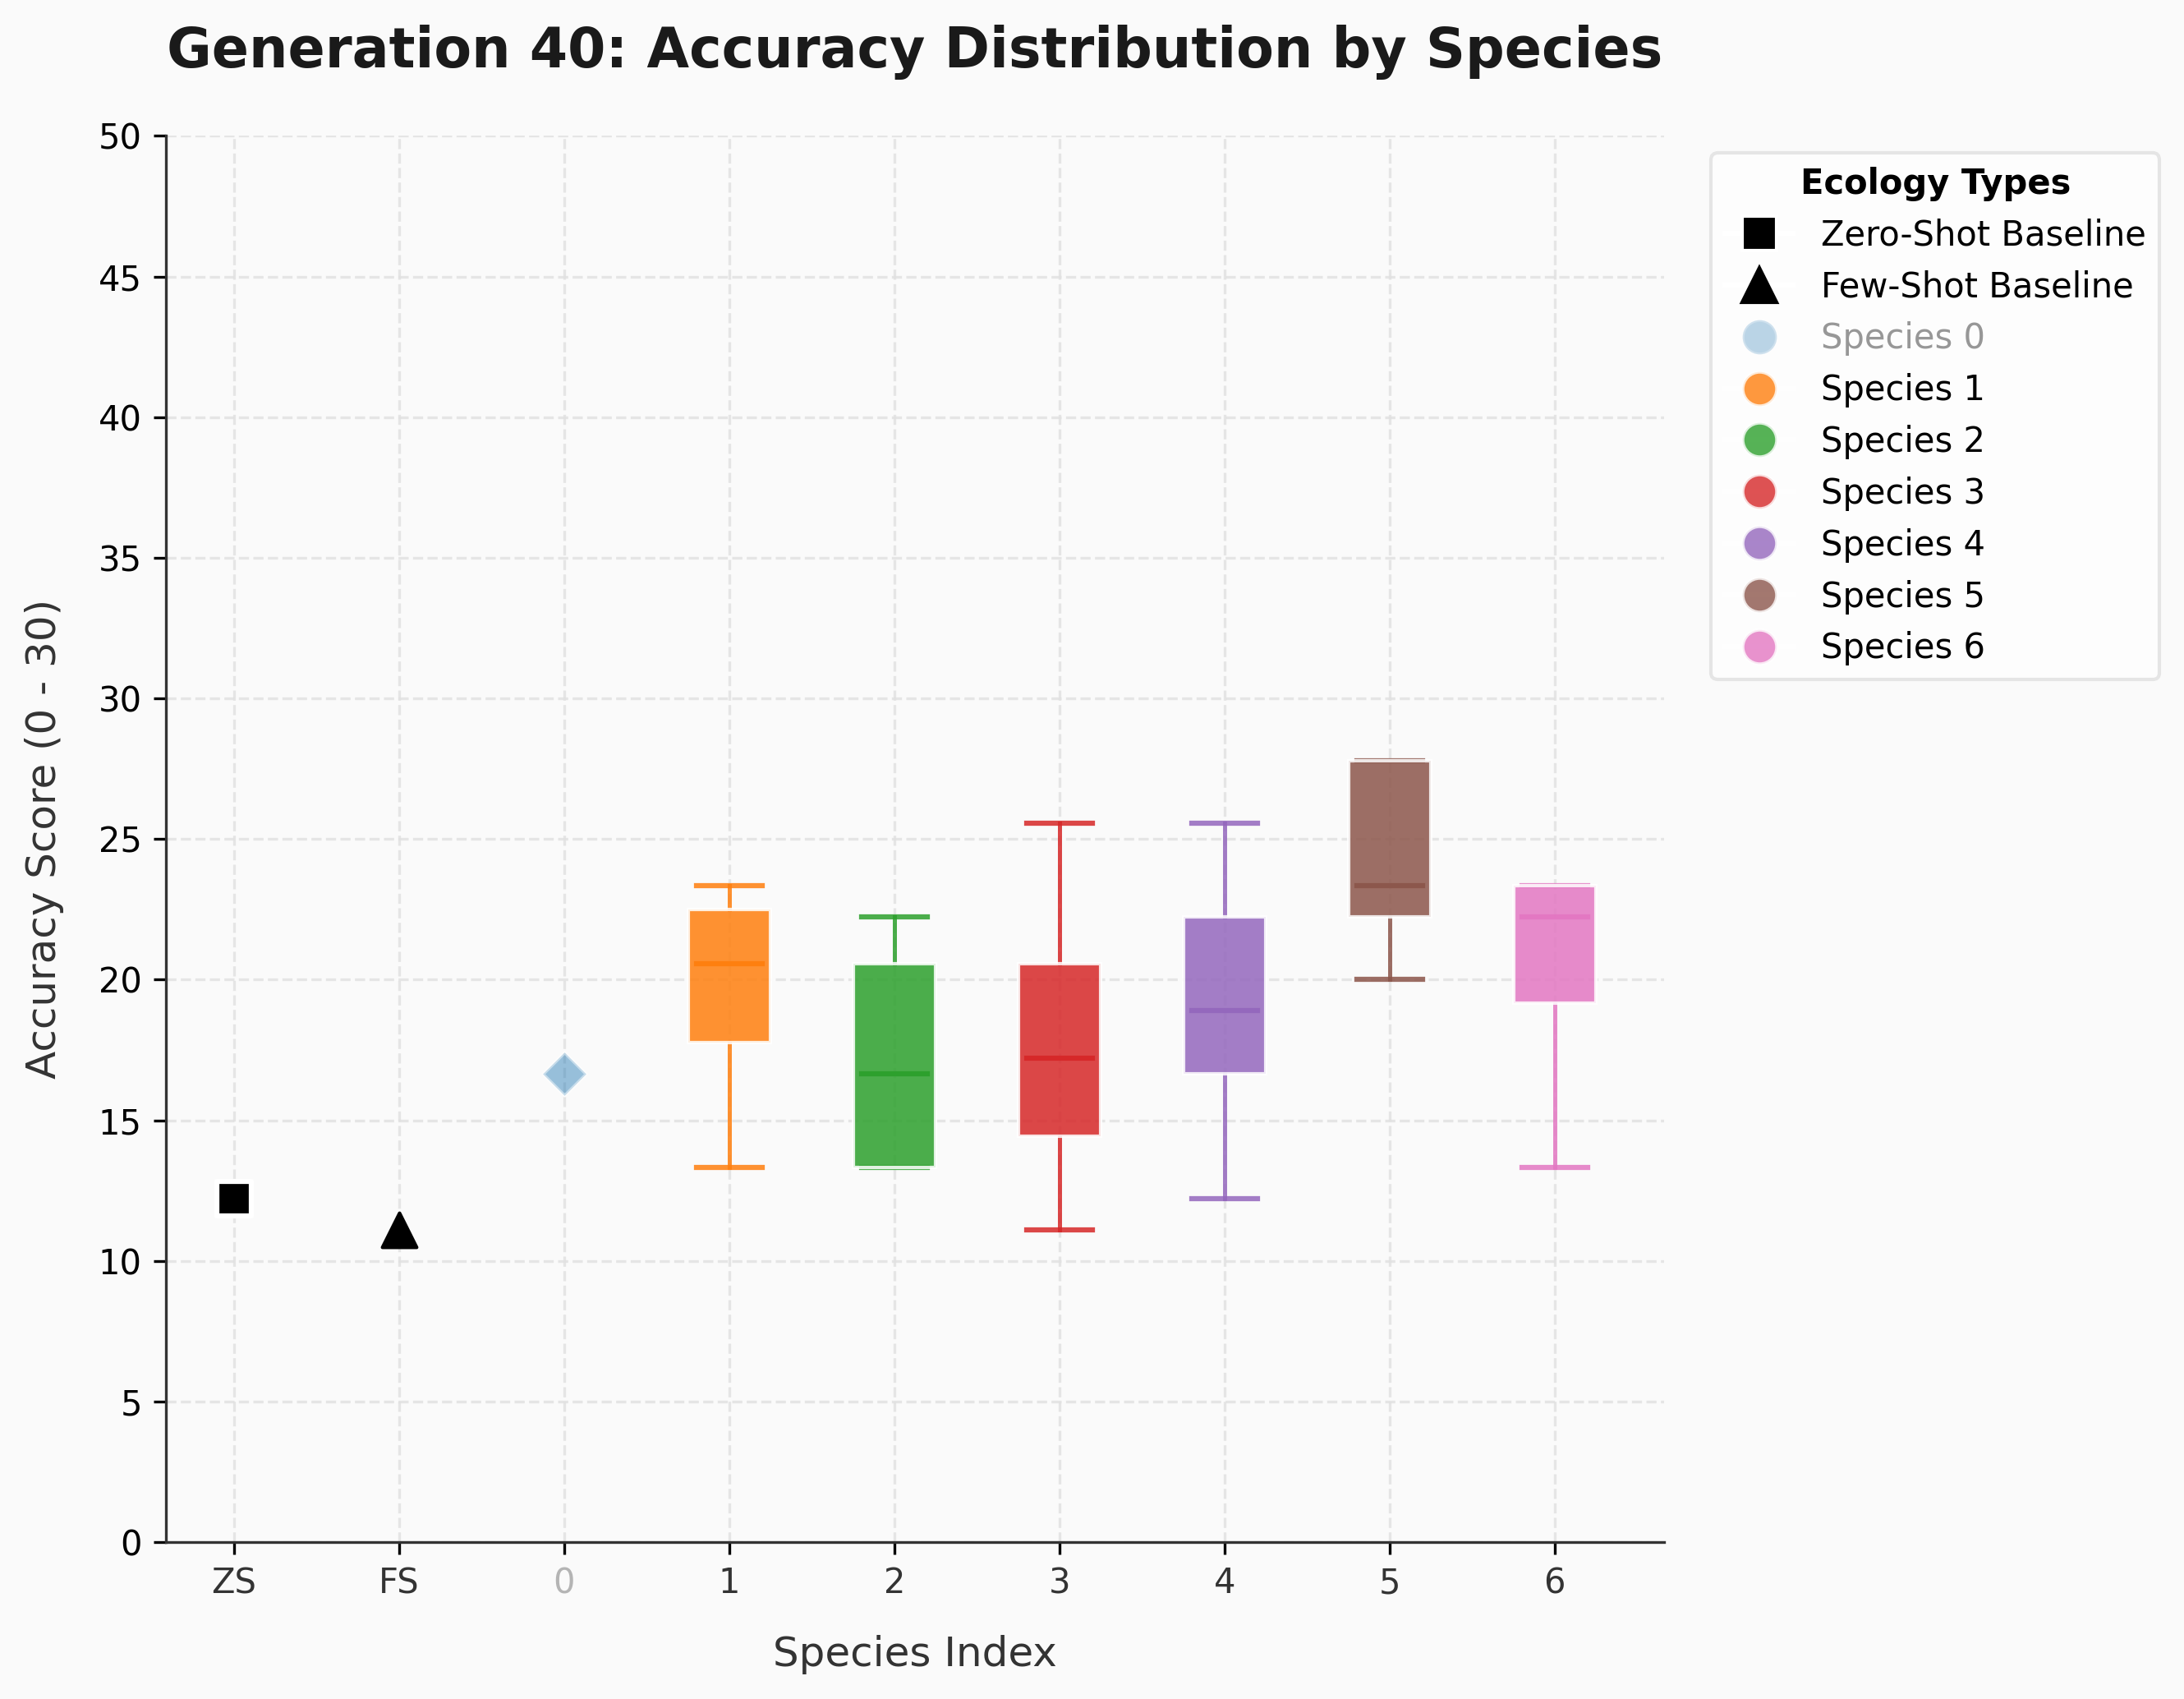 Generation 40: Accuracy Distribution by Species
50
45
40
35
30
25
20
15
10
5
0
Accuracy Score (0 - 30)
ZS
FS
0
1
2
3
4
5
6
Species Index
Ecology Types
Zero-Shot Baseline
Few-Shot Baseline
Species 0
Species 1
Species 2
Species 3
Species 4
Species 5
Species 6